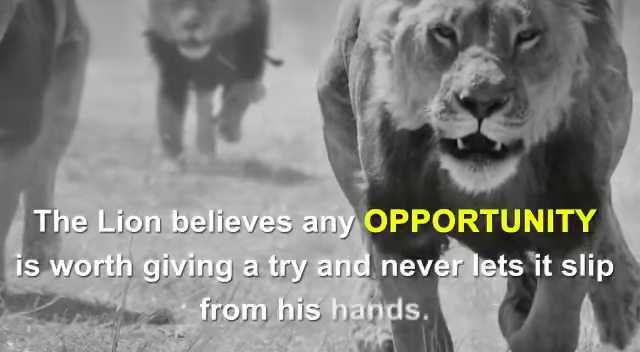 The Lion believes any OPPORTUNITY
is worth giving a try and never lets it slip
from his hands.